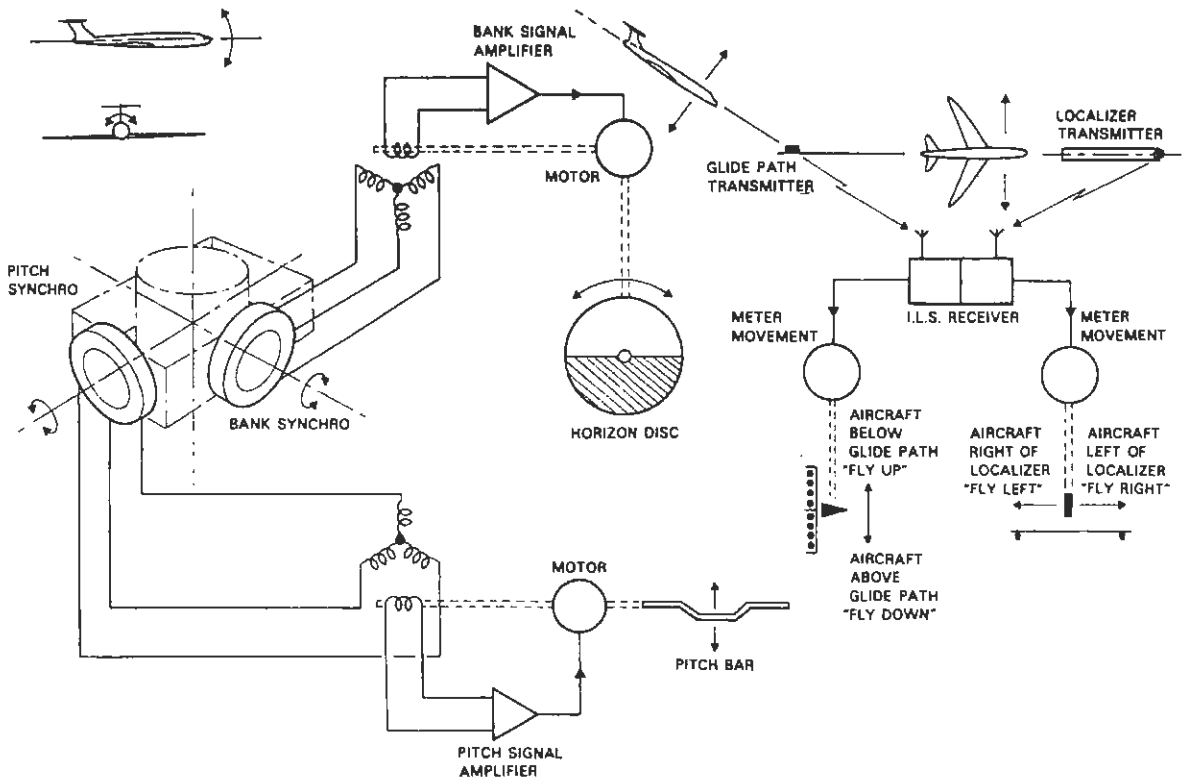 BANK SIGNAL
AMPLIFIER
MOTOR
GLIDE PATH
TRANSMITTER
LOCALIZER
TRANSMITTER
PITCH
SYNCHRO
BANK SYNCHRO
HORIZON DISC
I.L.S. RECEIVER
METER
MOVEMENT
METER
MOVEMENT
AIRCRAFT
BELOW
GLIDE PATH
"FLY UP"
AIRCRAFT
RIGHT OF
LOCALIZER
"FLY LEFT"
AIRCRAFT
LEFT OF
LOCALIZER
"FLY RIGHT"
AIRCRAFT
ABOVE
GLIDE PATH
"FLY DOWN"
MOTOR
PITCH BAR
PITCH SIGNAL
AMPLIFIER